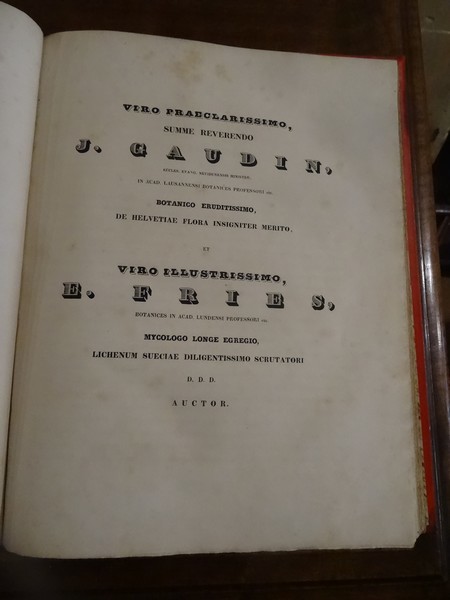 VIRO PRAECLARISSIMO,
SUMME REVERENDO
J. GAUDIN,
IN ACAD. LAUSANNENSI BOTANICES PROFESSORI etc.
BOTANICO ERUDITISSIMO,
DE HELVETIAE FLORA INSIGNITER MERITO.
ET
VIRO ILLUSTRISSIMO,
E. FRIES,
BOTANICES IN ACAD. LUNDENSI PROFESSORI etc.
MYCOLOGO LONGE EGREGIO,
LICHENUM SUECIAE DILIGENTISSIMO SCRUTATORI
D. D. D.
AUCTOR.